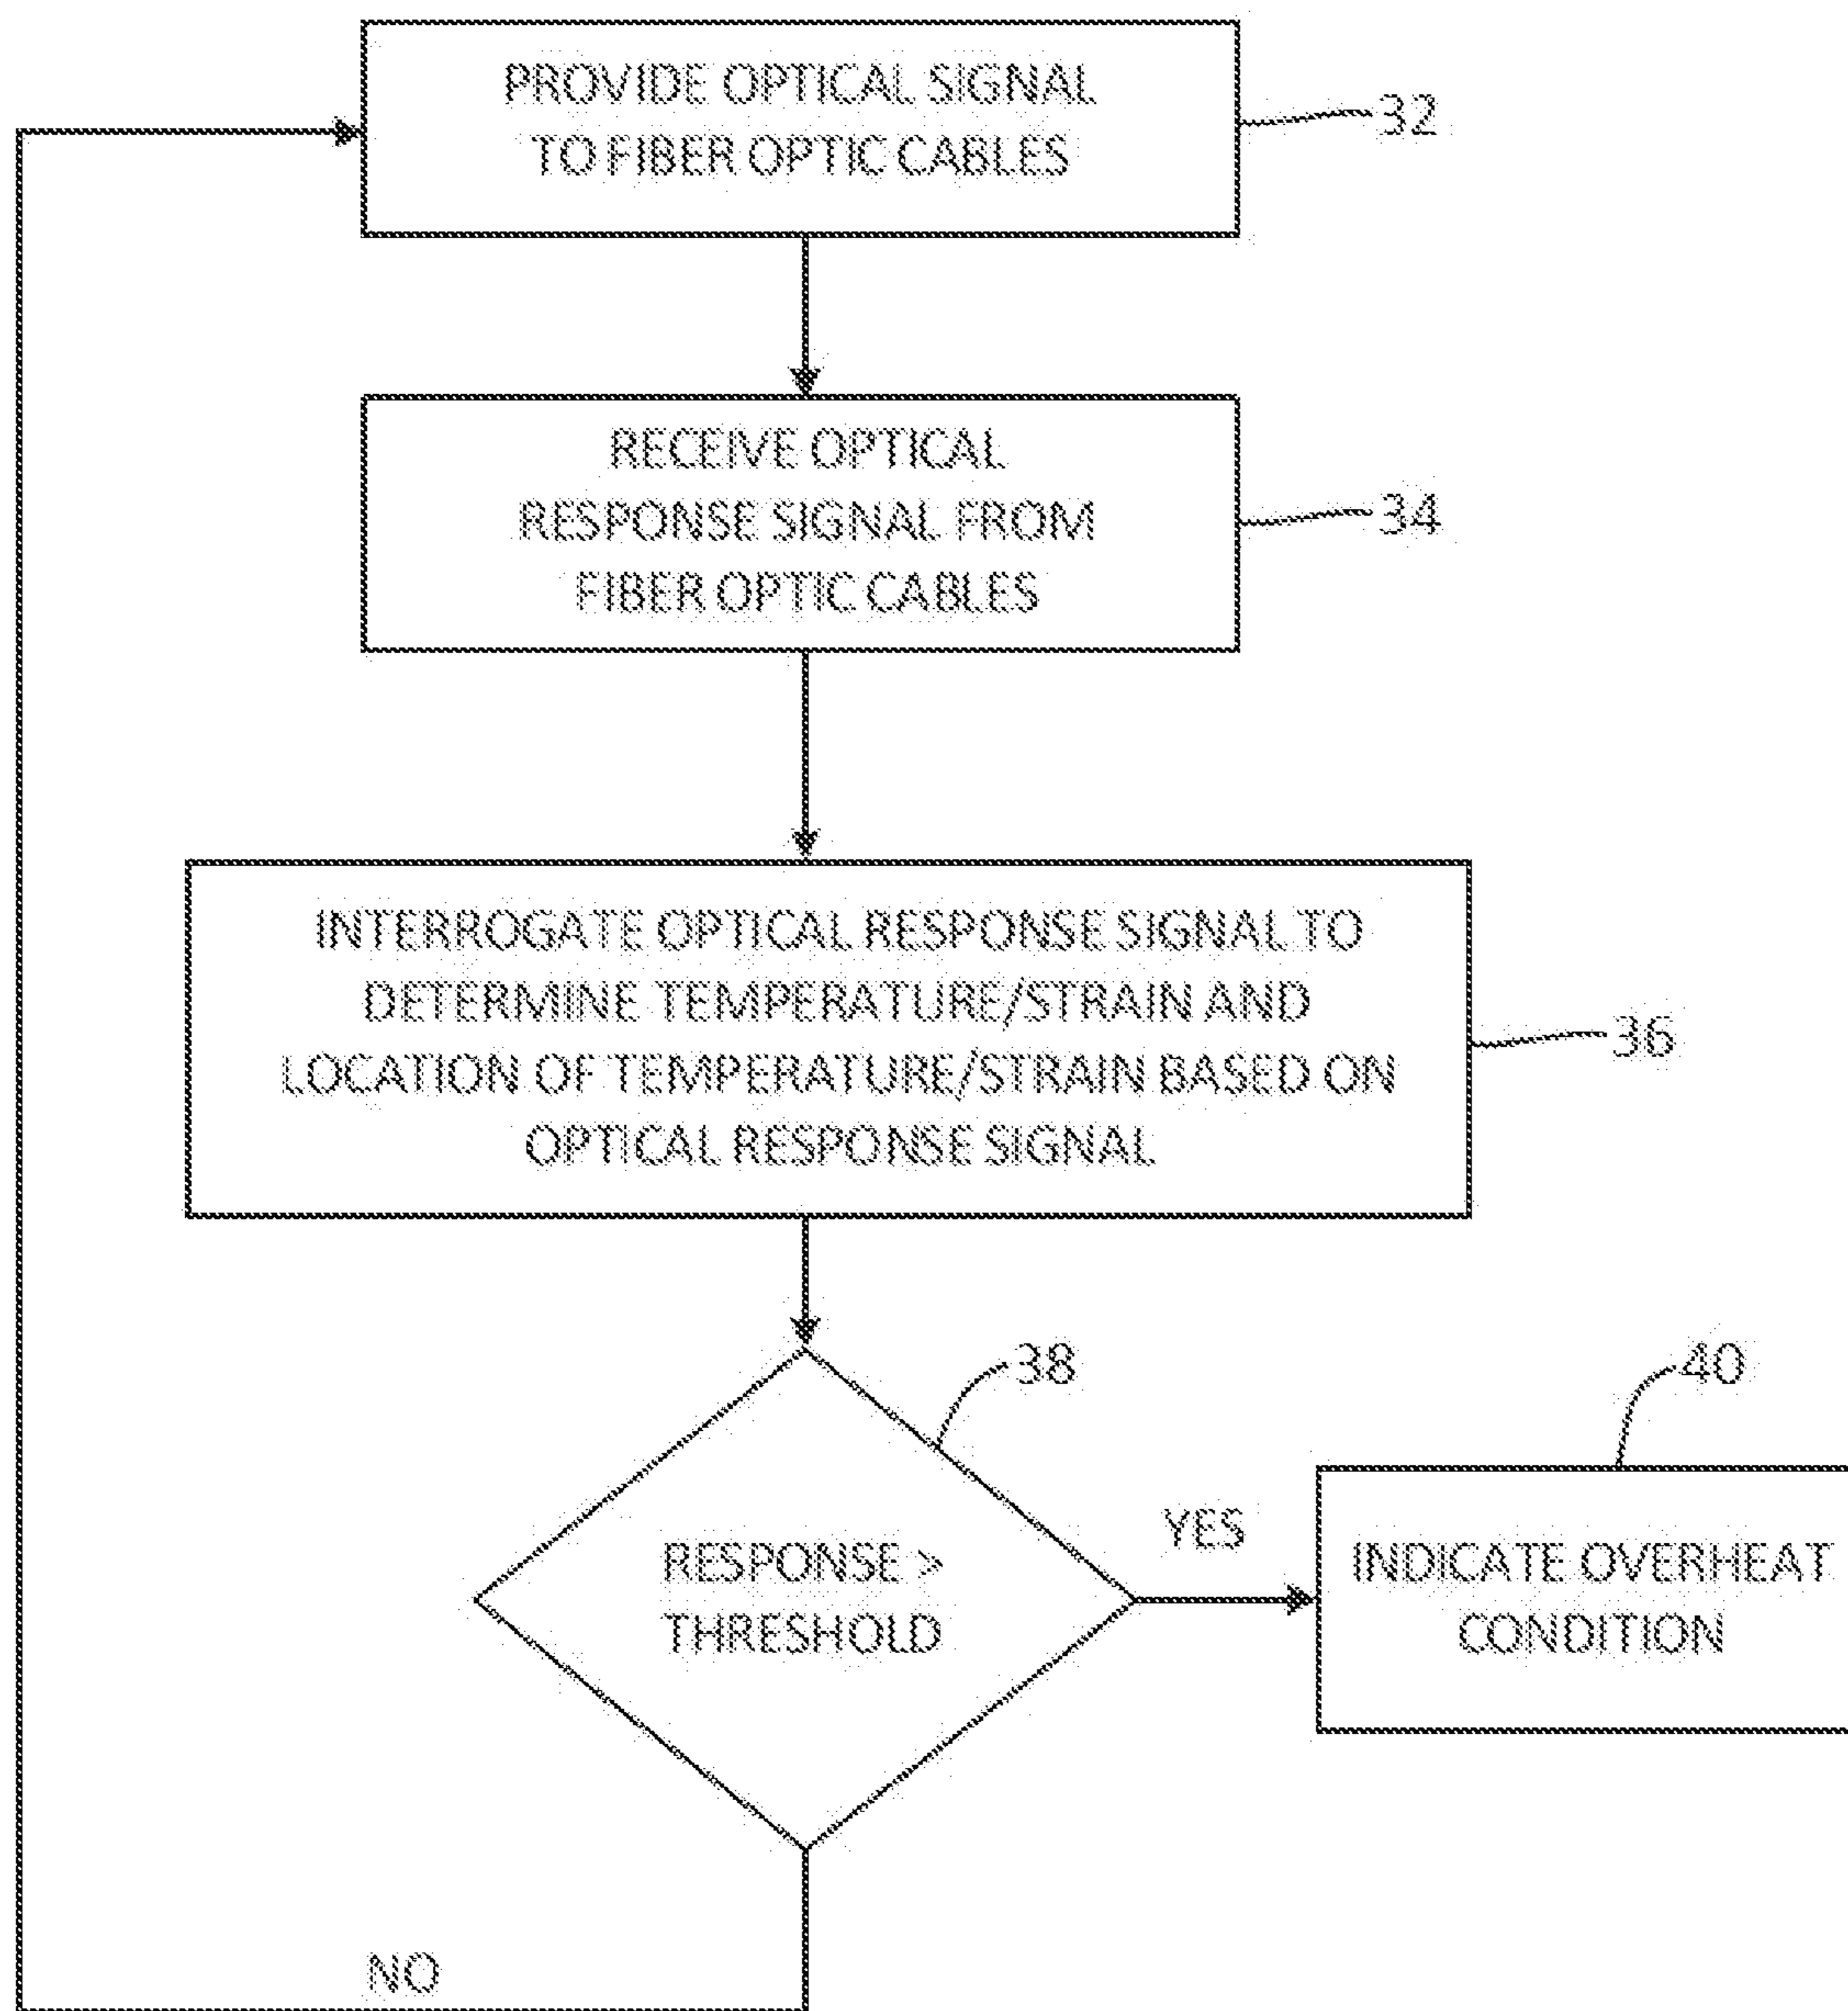 PROVIDE OPTICAL SIGNAL
TO FIBER OPTIC CABLES
32
RECEIVE OPTICAL
RESPONSE SIGNAL FROM
FIBER OPTIC CABLES
34
INTERROGATE OPTICAL RESPONSE SIGNAL TO
DETERMINE TEMPERATURE/STRAIN AND
LOCATION OF TEMPERATURE/STRAIN BASED ON
OPTICAL RESPONSE SIGNAL
36
38
RESPONSE >
THRESHOLD
YES
40
INDICATE OVERHEAT
CONDITION
NO